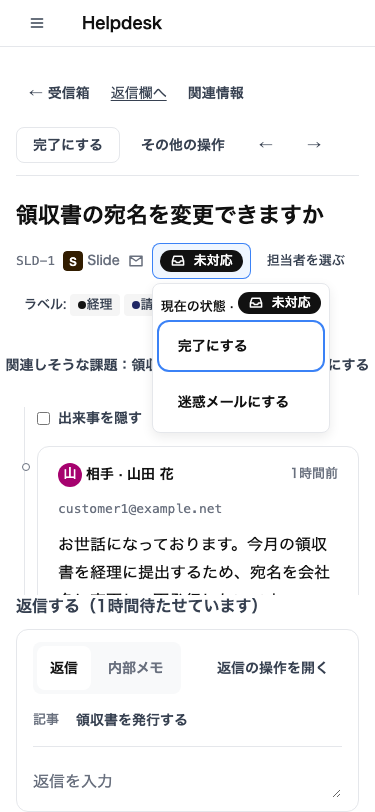 Helpdesk
← 受信箱 返信欄へ 関連情報
完了にする その他の操作 ← →
領収書の宛名を変更できますか
SLD-1 S Slide 未対応 担当者を選ぶ
ラベル: 経理 請
現在の状態 · 未対応
完了にする
迷惑メールにする
関連しそうな課題：領収 にする
出来事を隠す
山 相手 · 山田 花 1時間前
customer1@example.net
お世話になっております。今月の領収
書を経理に提出するため、宛名を会社
返信する（1時間待たせています）
返信 内部メモ 返信の操作を開く
記事 領収書を発行する
返信を入力